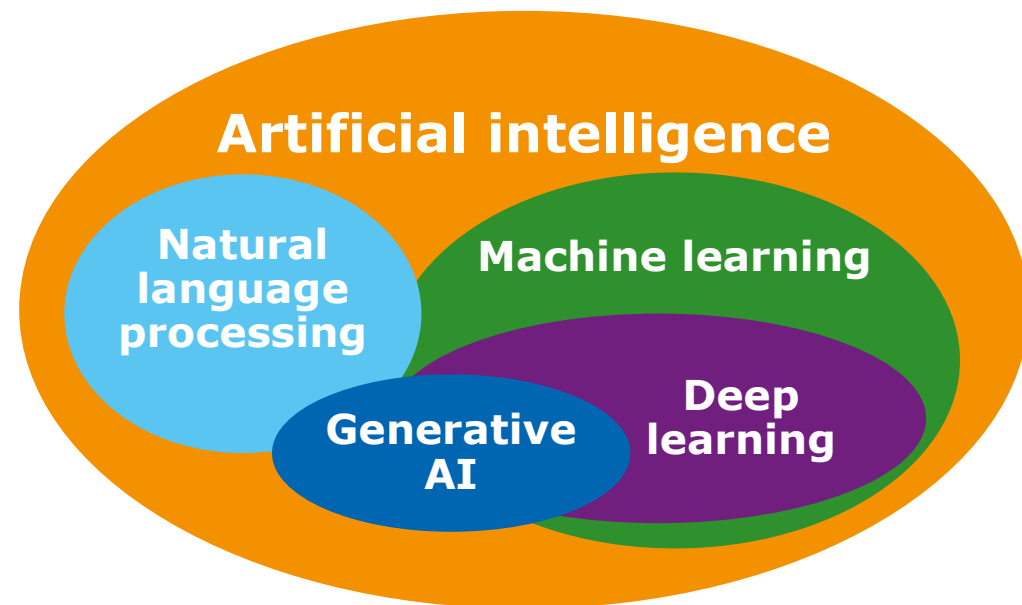 Artificial intelligence
Natural
language
processing
Machine learning
Deep
learning
Generative
AI